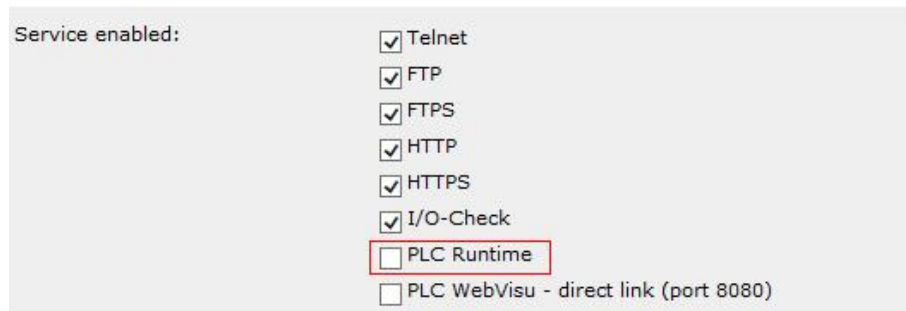 Service enabled:
Telnet
FTP
FTPS
HTTP
HTTPS
I/O-Check
PLC Runtime
PLC WebVisu - direct link (port 8080)